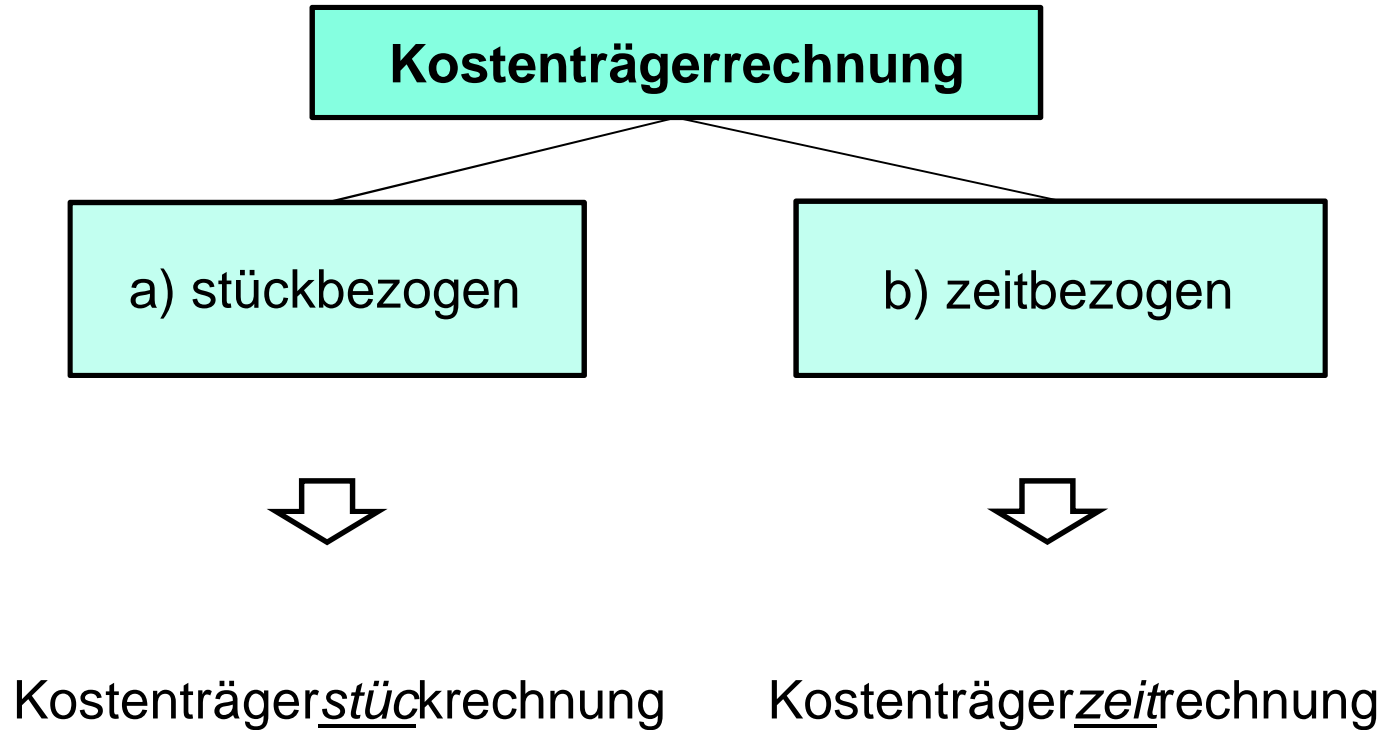 Kostenträgerrechnung
a) stückbezogen
b) zeitbezogen
Kostenträgerstückrechnung
Kostenträgerzeitrechnung